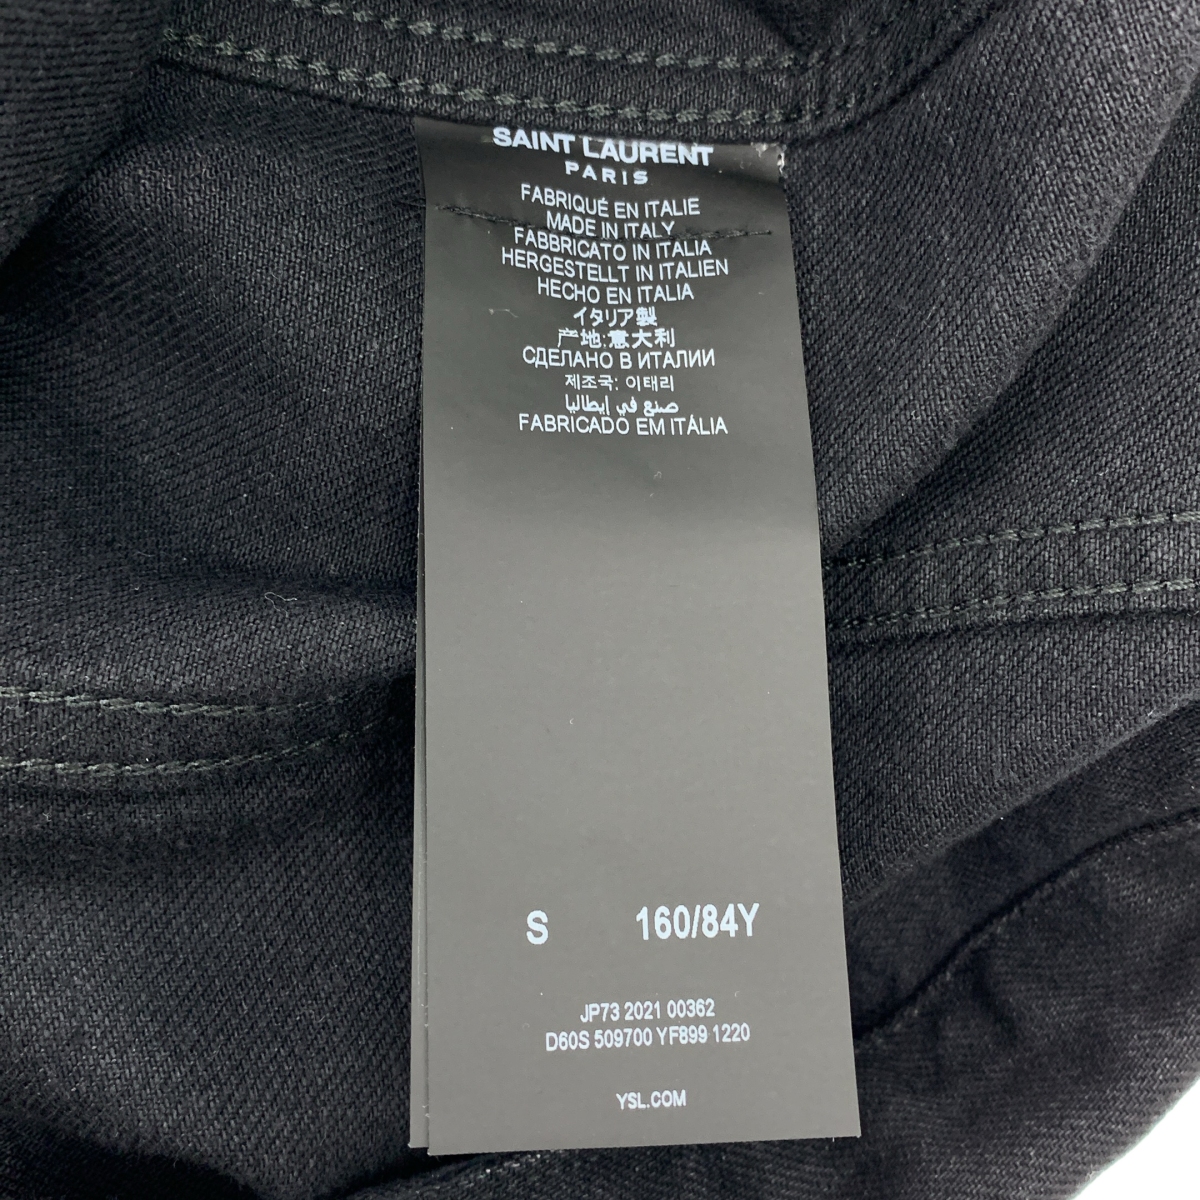 SAINT LAURENT
PARIS
FABRIQUÉ EN ITALIE
MADE IN ITALY
FABBRICATO IN ITALIA
HERGESTELLT IN ITALIEN
HECHO EN ITALIA
イタリア製
产地:意大利
СДЕЛАНО В ИТАЛИИ
제조국: 이태리
صنع في إيطاليا
FABRICADO EM ITÁLIA
S 160/84Y
JP73 2021 00362
D60S 509700 YF899 1220
YSL.COM